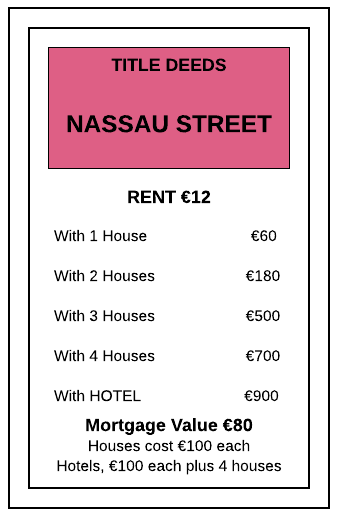 TITLE DEEDS
NASSAU STREET
RENT €12
With 1 House €60
With 2 Houses €180
With 3 Houses €500
With 4 Houses €700
With HOTEL €900
Mortgage Value €80
Houses cost €100 each
Hotels, €100 each plus 4 houses